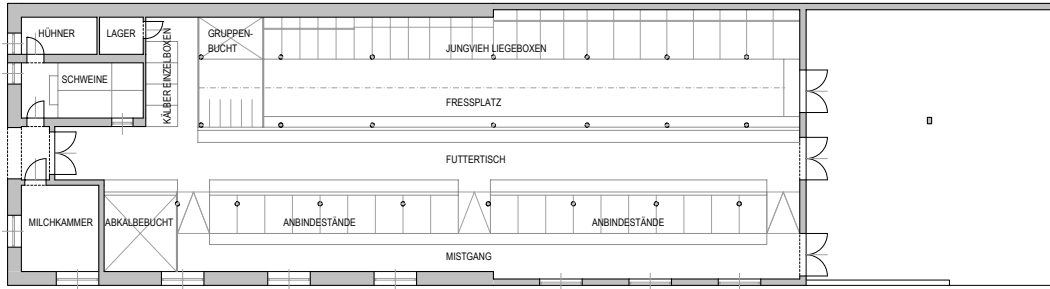 HÜHNER
LAGER
KÄLBER EINZELBOXEN
GRUPPEN-
BUCHT
JUNGVIEH LIEGEBOXEN
SCHWEINE
FRESSPLATZ
FUTTERTISCH
MILCHKAMMER
ABKALBEBUCHT
ANBINDESTÄNDE
ANBINDESTÄNDE
MISTGANG